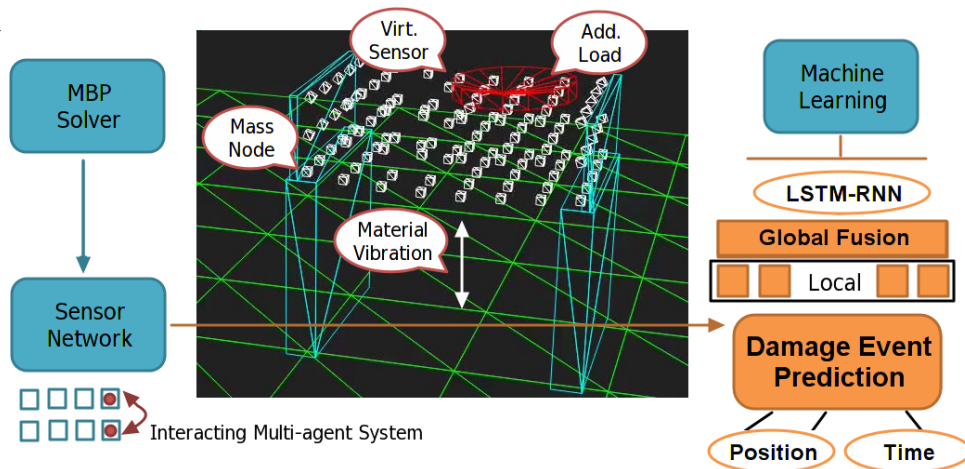 MBP
Solver
Sensor
Network
Interacting Multi-agent System
Virt.
Sensor
Add.
Load
Mass
Node
Material
Vibration
Machine
Learning
LSTM-RNN
Global Fusion
Local
Damage Event
Prediction
Position
Time